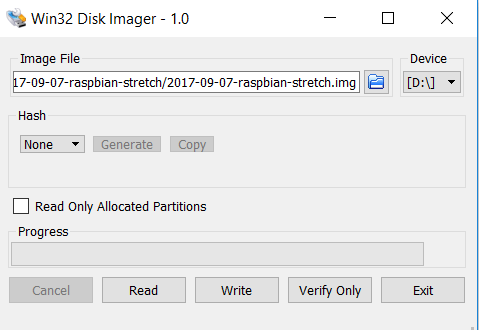 Win32 Disk Imager - 1.0
Image File
Device
17-09-07-raspbian-stretch/2017-09-07-raspbian-stretch.img
[D:\]
Hash
None
Generate
Copy
Read Only Allocated Partitions
Progress
Cancel
Read
Write
Verify Only
Exit